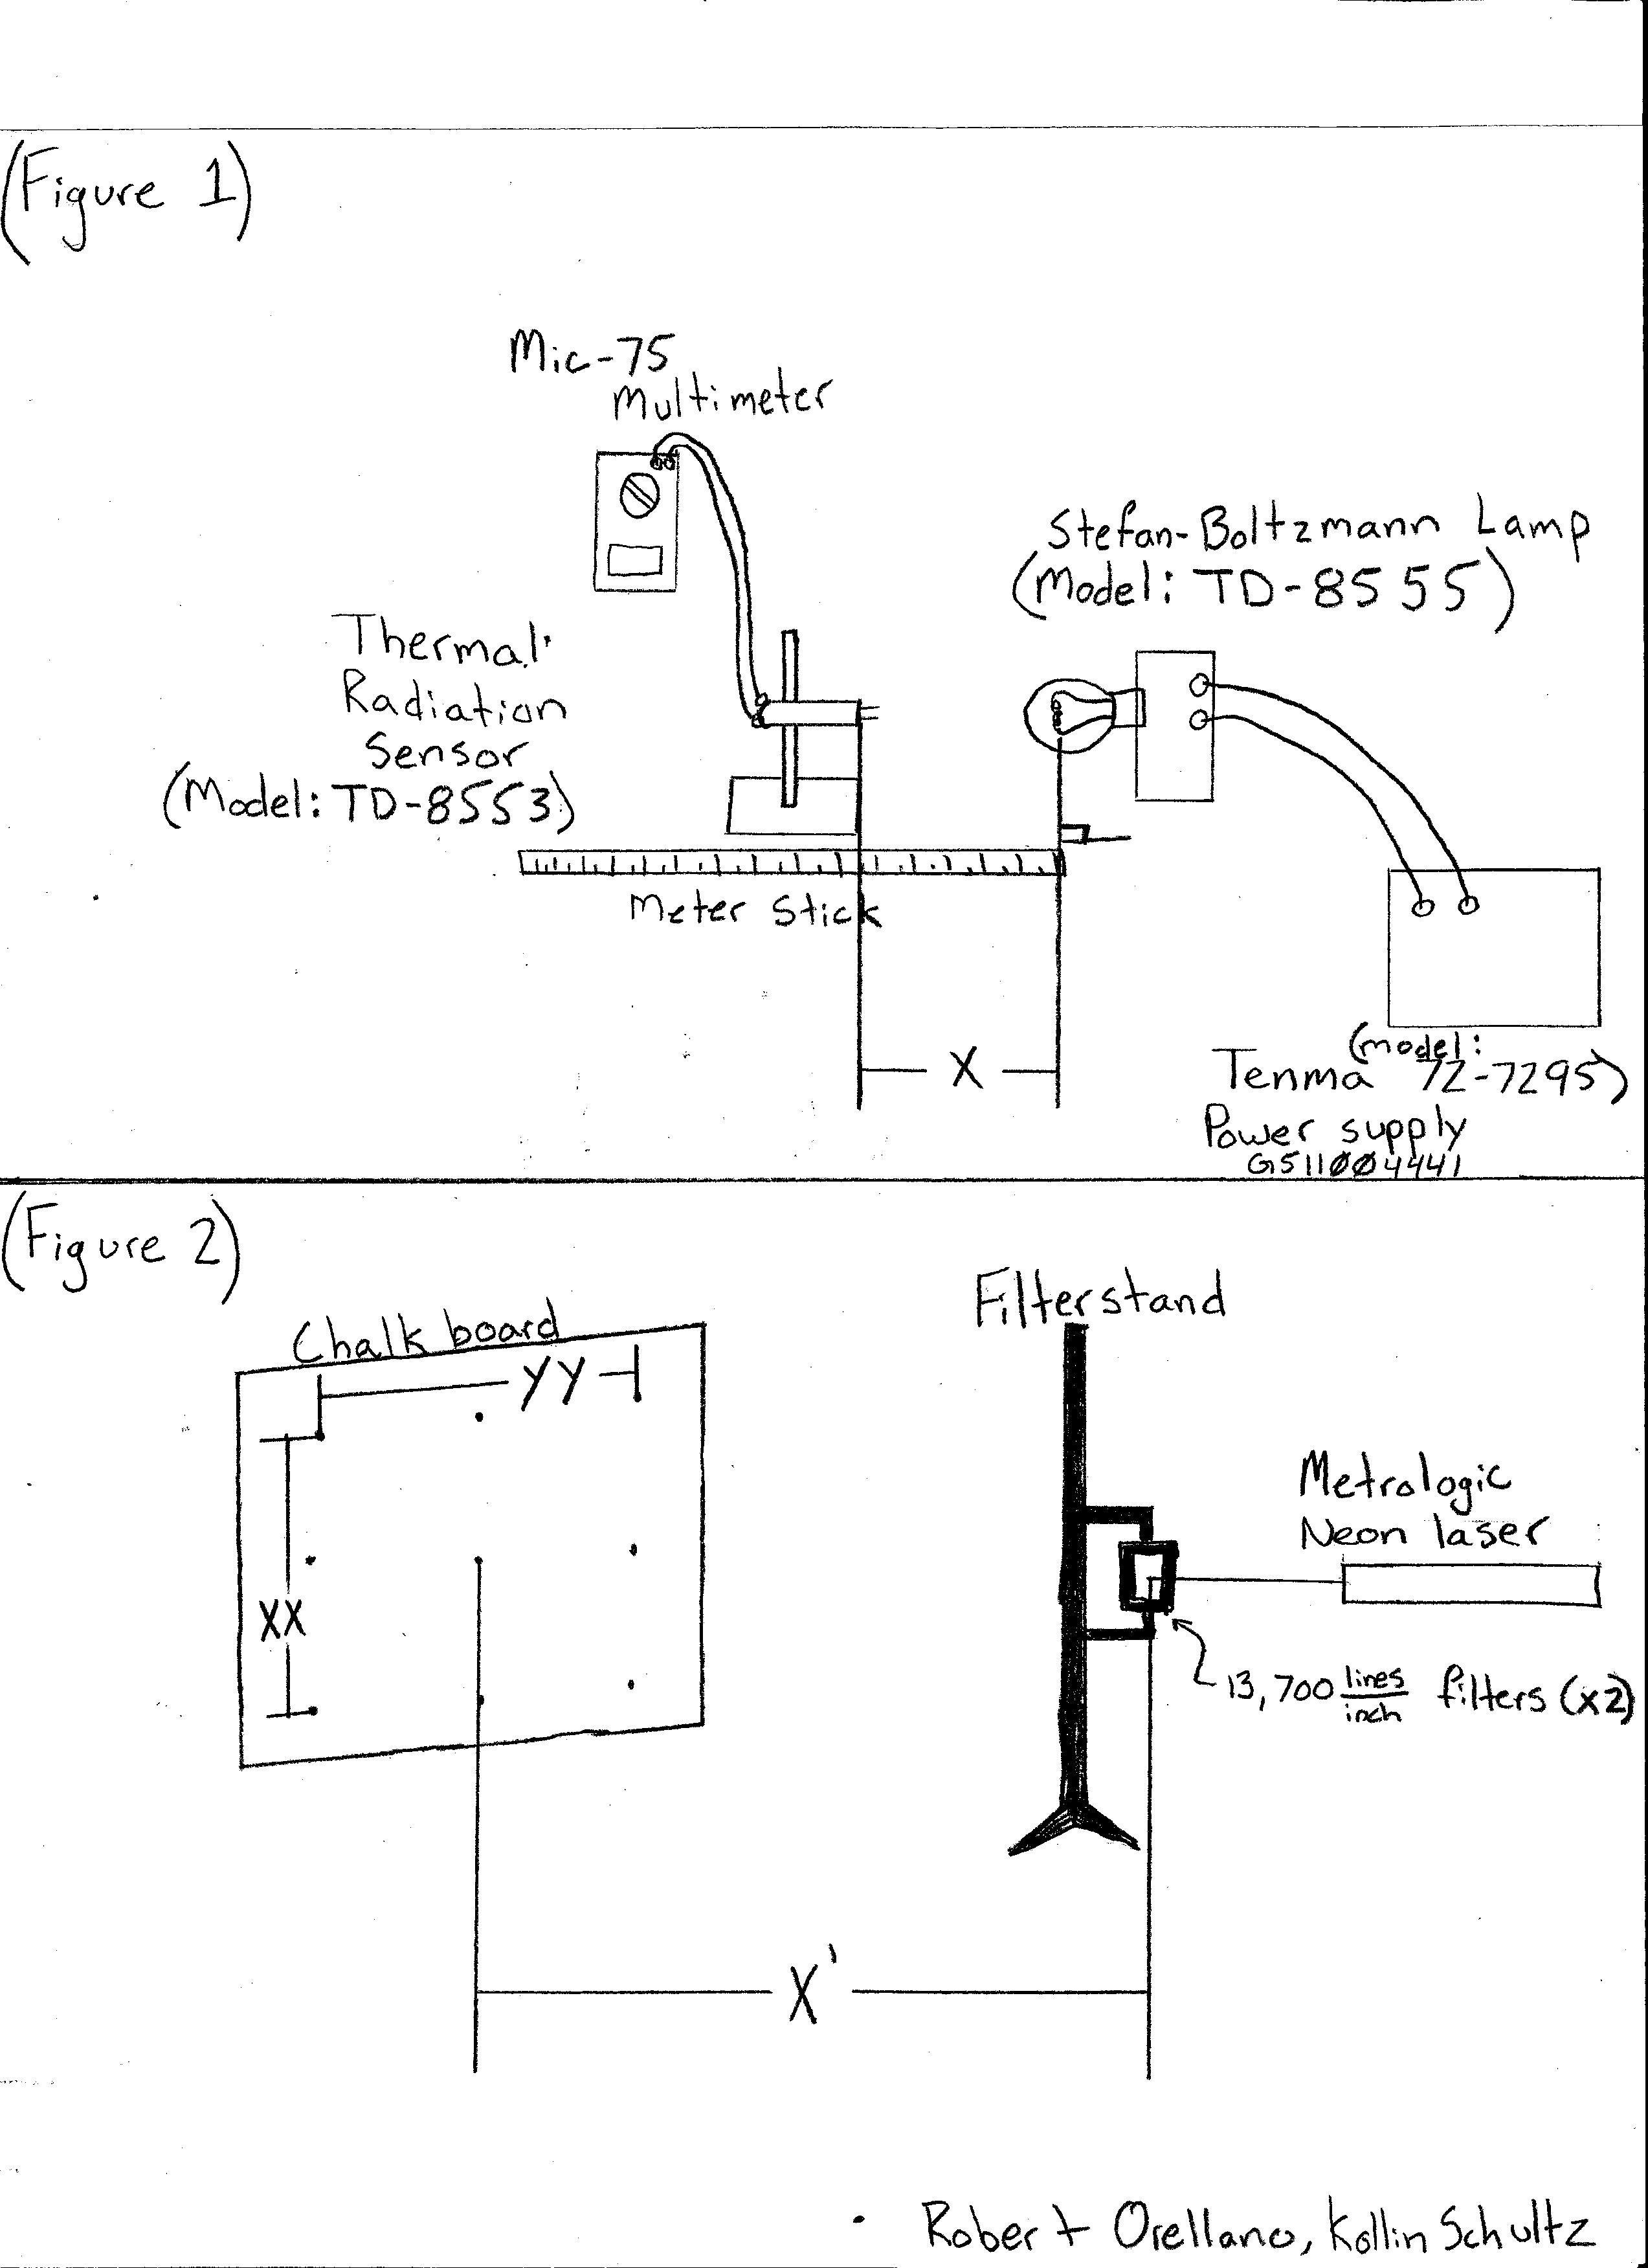 (Figure 1)
Mic-75
Multimeter
Stefan-Boltzmann Lamp
(Model: TD-8555)
Thermal
Radiation
Sensor
(Model: TD-8553)
Meter Stick
X
(model:
Tenma 72-7295)
Power supply
G511004441
(Figure 2)
Filterstand
Chalk board
YY
Metrologic
Neon laser
XX
13,700 lines/inch filters (x2)
X'
Robert Orellano, Kollin Schultz